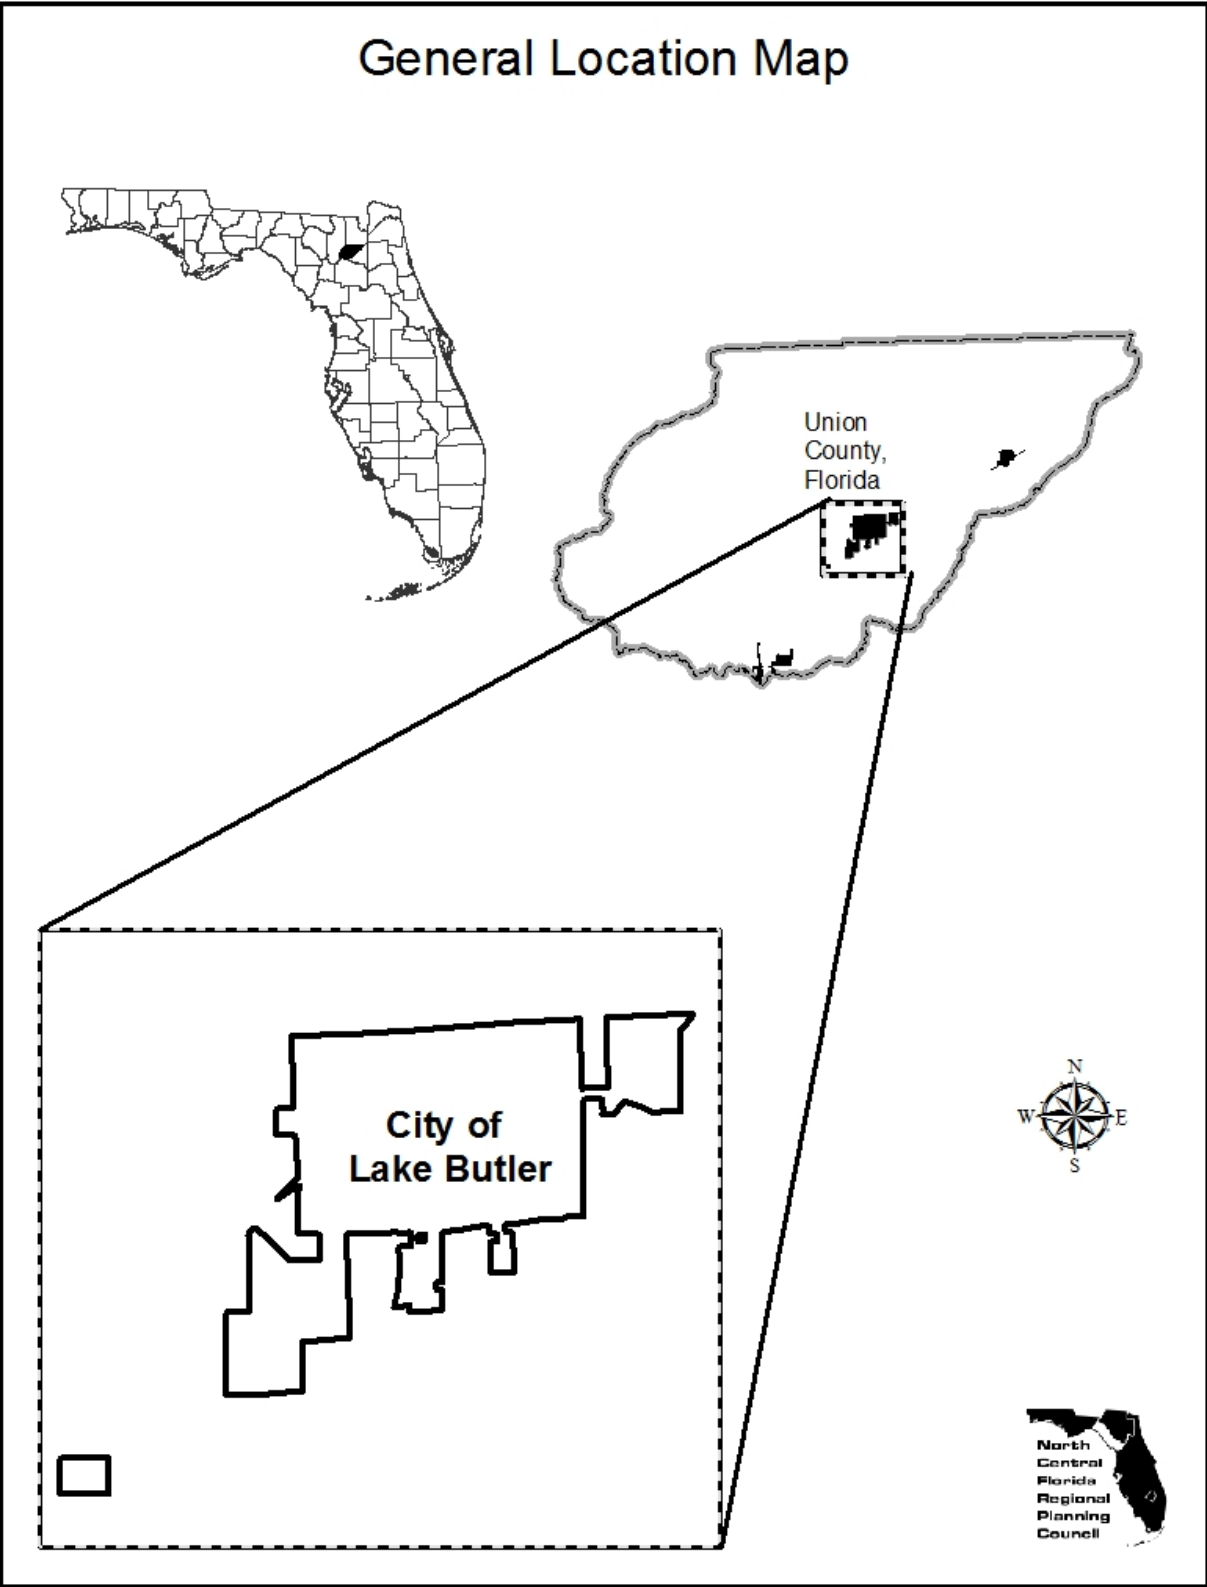 General Location Map
Union
County,
Florida
City of
Lake Butler
N
W
E
S
North
Central
Florida
Regional
Planning
Council